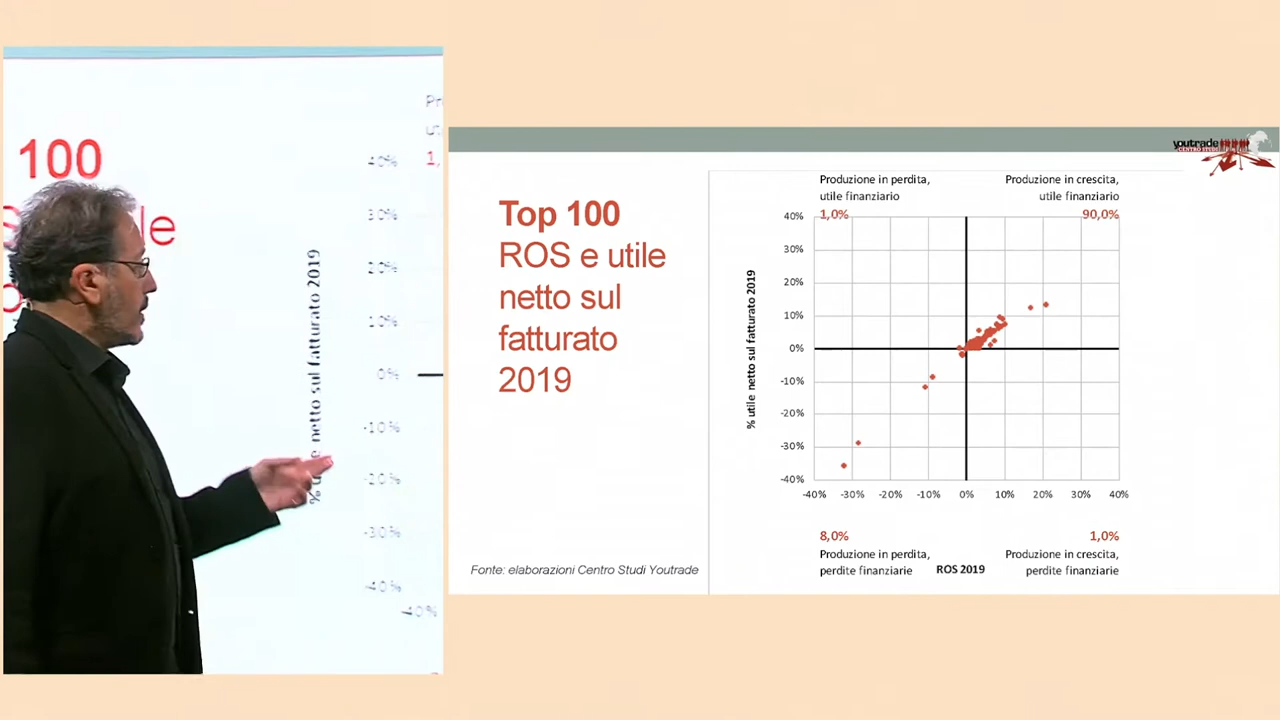 100
40%
1,
30%
20%
10%
0%
-10%
-20%
-30%
-40%
-40%
netto sul fatturato 2019
youtrade
CENTRO STUDI
Top 100
ROS e utile
netto sul
fatturato
2019
Fonte: elaborazioni Centro Studi Youtrade
Produzione in perdita,
utile finanziario
1,0%
Produzione in crescita,
utile finanziario
90,0%
40%
30%
20%
10%
0%
-10%
-20%
-30%
-40%
% utile netto sul fatturato 2019
-40%
-30%
-20%
-10%
0%
10%
20%
30%
40%
8,0%
Produzione in perdita,
perdite finanziarie
ROS 2019
1,0%
Produzione in crescita,
perdite finanziarie